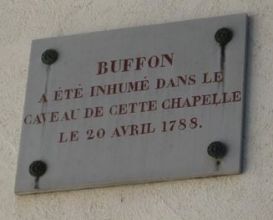 BUFFON
A ÉTÉ INHUMÉ DANS LE
CAVEAU DE CETTE CHAPELLE
LE 20 AVRIL 1788.